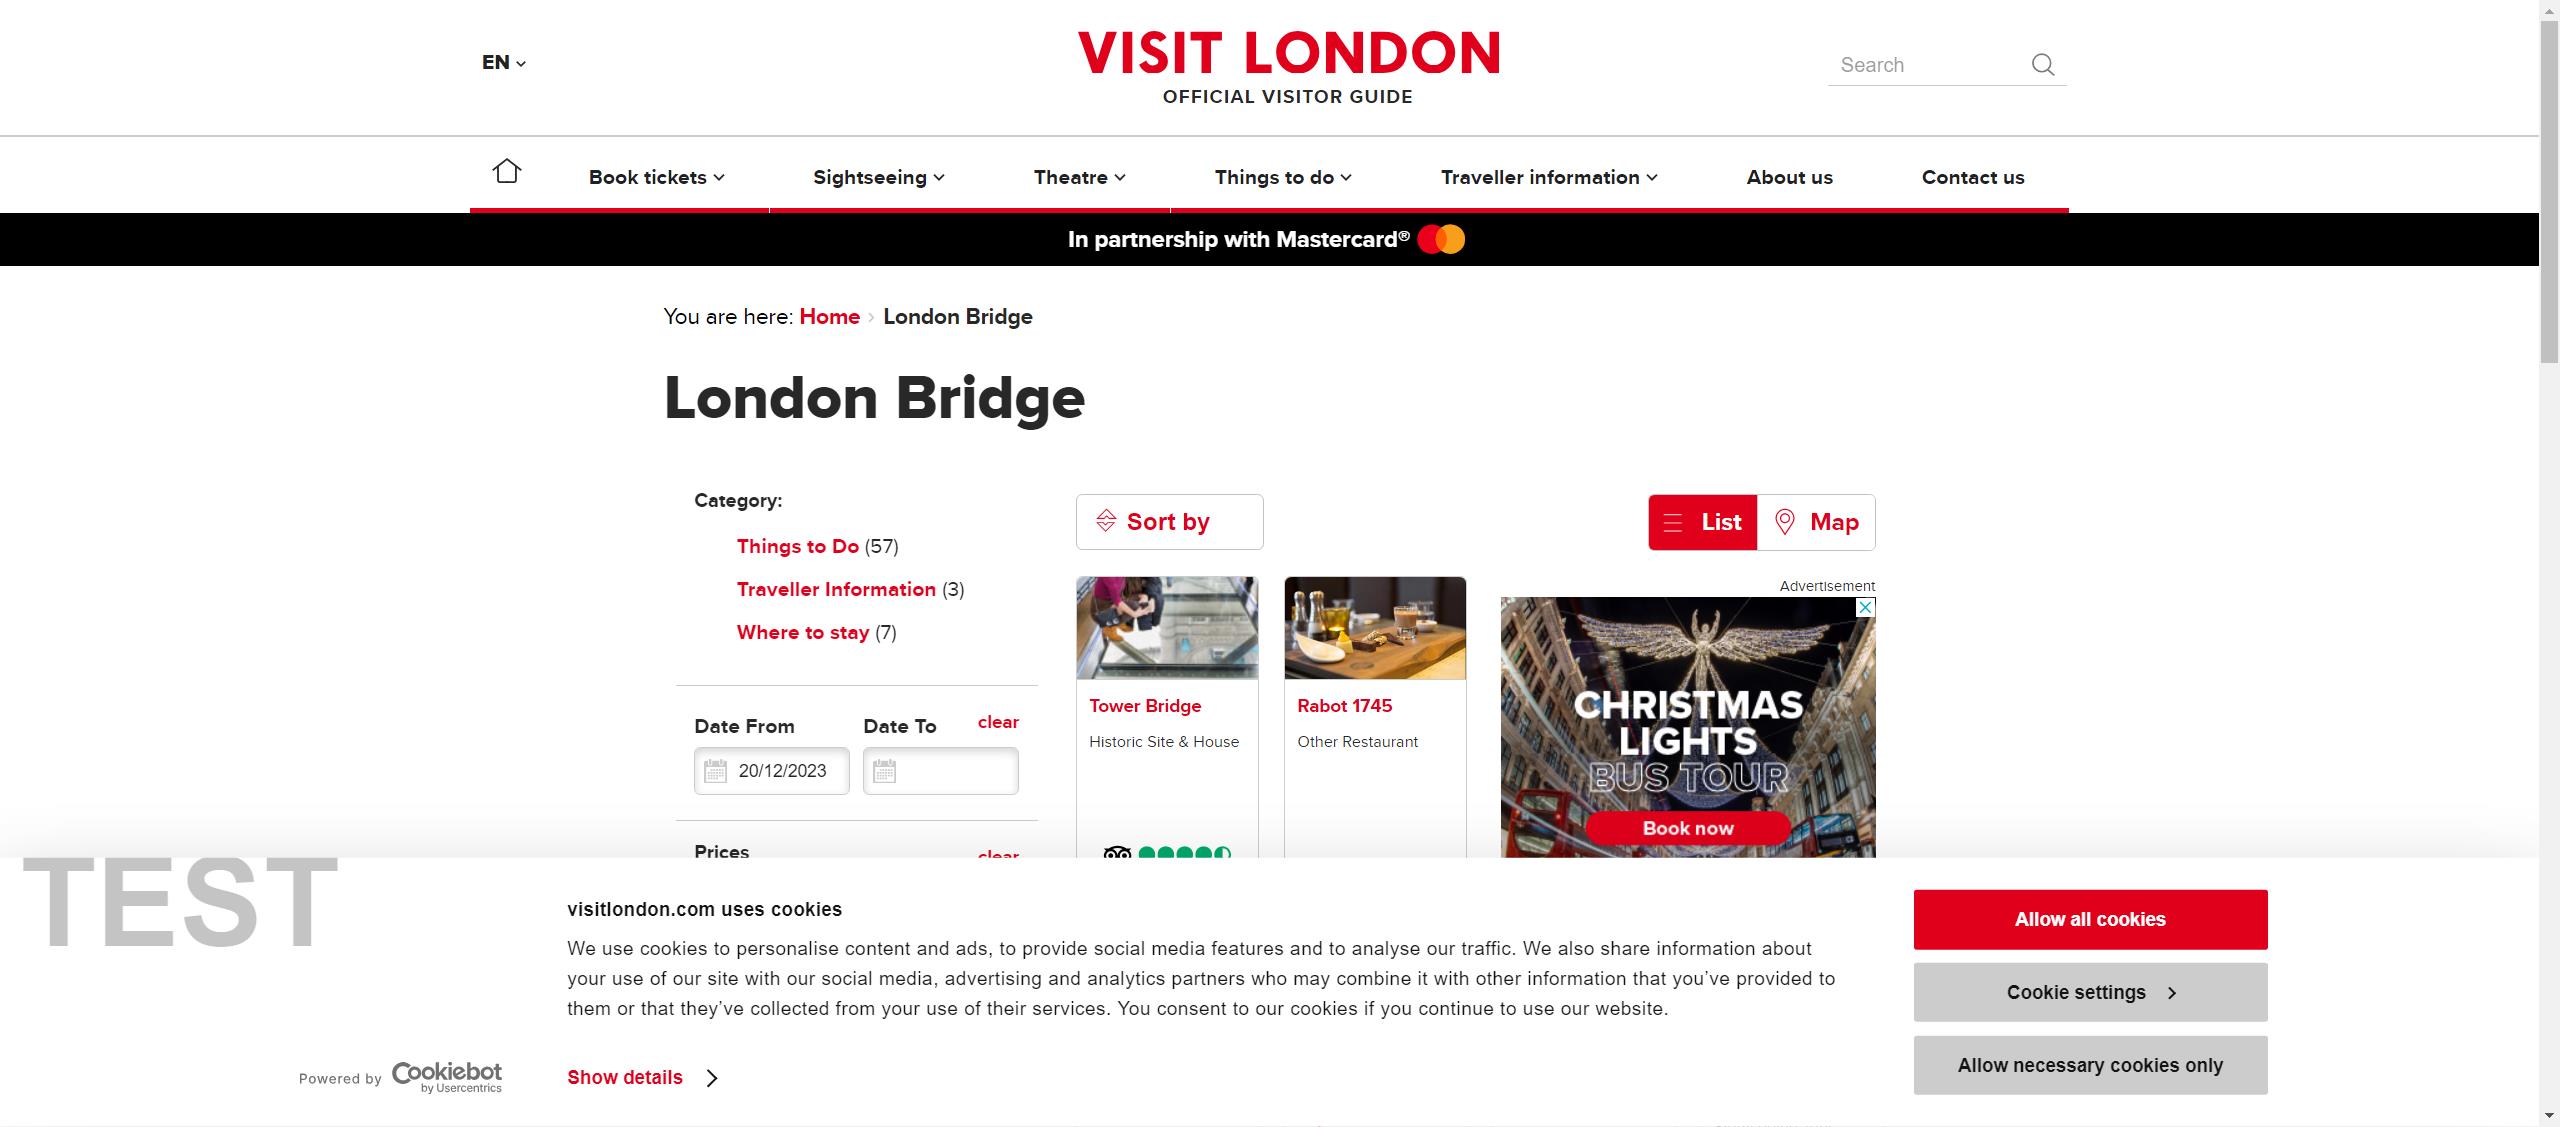 EN
VISIT LONDON
OFFICIAL VISITOR GUIDE
Search
Book tickets
Sightseeing
Theatre
Things to do
Traveller information
About us
Contact us
In partnership with Mastercard®
You are here: Home › London Bridge
London Bridge
Category:
Things to Do (57)
Traveller Information (3)
Where to stay (7)
Date From
Date To
clear
20/12/2023
Prices
clear
Sort by
List
Map
Tower Bridge
Historic Site & House
Rabot 1745
Other Restaurant
Advertisement
CHRISTMAS
LIGHTS
BUS TOUR
Book now
TEST
Powered by Cookiebot
by Usercentrics
visitlondon.com uses cookies
We use cookies to personalise content and ads, to provide social media features and to analyse our traffic. We also share information about
your use of our site with our social media, advertising and analytics partners who may combine it with other information that you’ve provided to
them or that they’ve collected from your use of their services. You consent to our cookies if you continue to use our website.
Show details
Allow all cookies
Cookie settings
Allow necessary cookies only